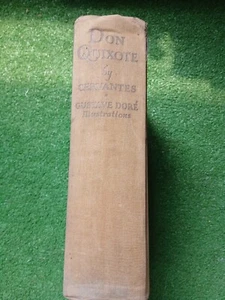 DON
QUIXOTE
by
CERVANTES
GUSTAVE DORÉ
Illustrations